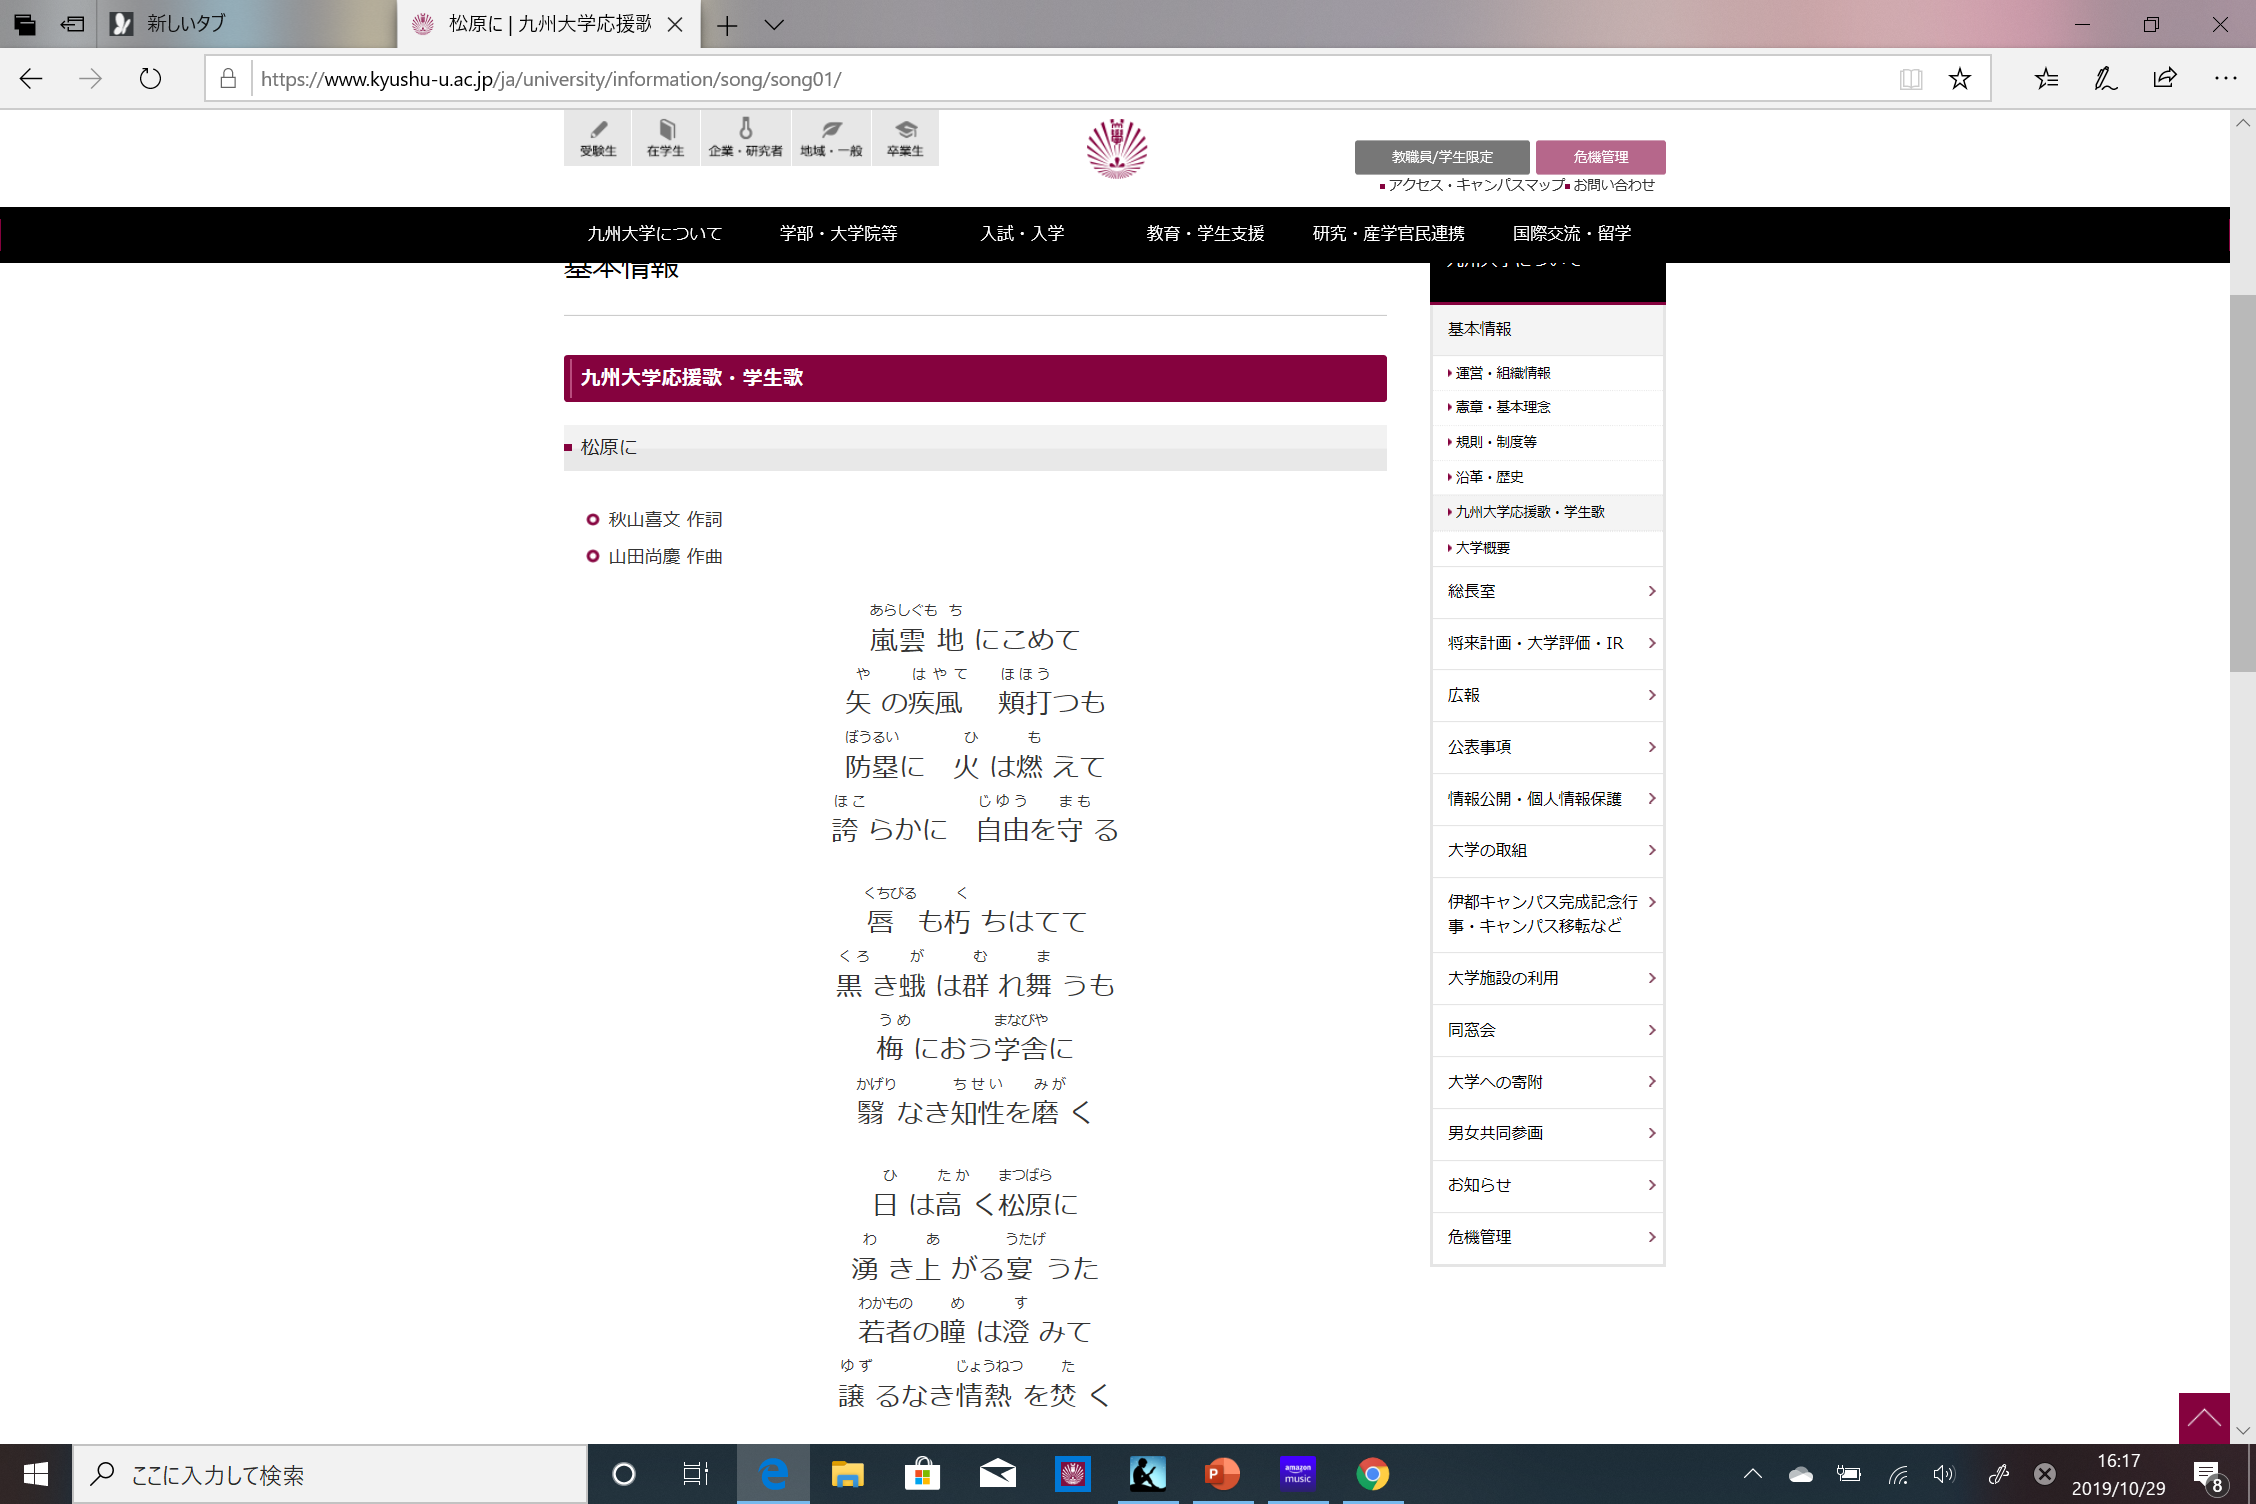 新しいタブ
松原に | 九州大学応援歌
https://www.kyushu-u.ac.jp/ja/university/information/song/song01/
受験生
在学生
企業・研究者
地域・一般
卒業生
教職員/学生限定
危機管理
アクセス・キャンパスマップ
お問い合わせ
九州大学について
学部・大学院等
入試・入学
教育・学生支援
研究・産学官民連携
国際交流・留学
基本情報
九州大学応援歌・学生歌
松原に
秋山喜文 作詞
山田尚慶 作曲
あらしぐも ち
嵐雲 地 にこめて
や はやて ほほう
矢 の疾風 頬打つも
ぼうるい ひ も
防塁に 火 は燃 えて
ほこ じゆう まも
誇 らかに 自由を守 る
くちびる く
唇 も朽 ちはてて
くろ が む ま
黒 き蛾 は群 れ舞 うも
うめ まなびや
梅 におう学舎に
かげり ちせい みが
翳 なき知性を磨 く
ひ たか まつばら
日 は高 く松原に
わ あ うたげ
湧 き上 がる宴 うた
わかもの め す
若者の瞳 は澄 みて
ゆず じょうねつ た
譲 るなき情熱 を焚 く
九州大学について
基本情報
運営・組織情報
憲章・基本理念
規則・制度等
沿革・歴史
九州大学応援歌・学生歌
大学概要
総長室
将来計画・大学評価・IR
広報
公表事項
情報公開・個人情報保護
大学の取組
伊都キャンパス完成記念行
事・キャンパス移転など
大学施設の利用
同窓会
大学への寄附
男女共同参画
お知らせ
危機管理
ここに入力して検索
amazon
music
16:17
2019/10/29
8